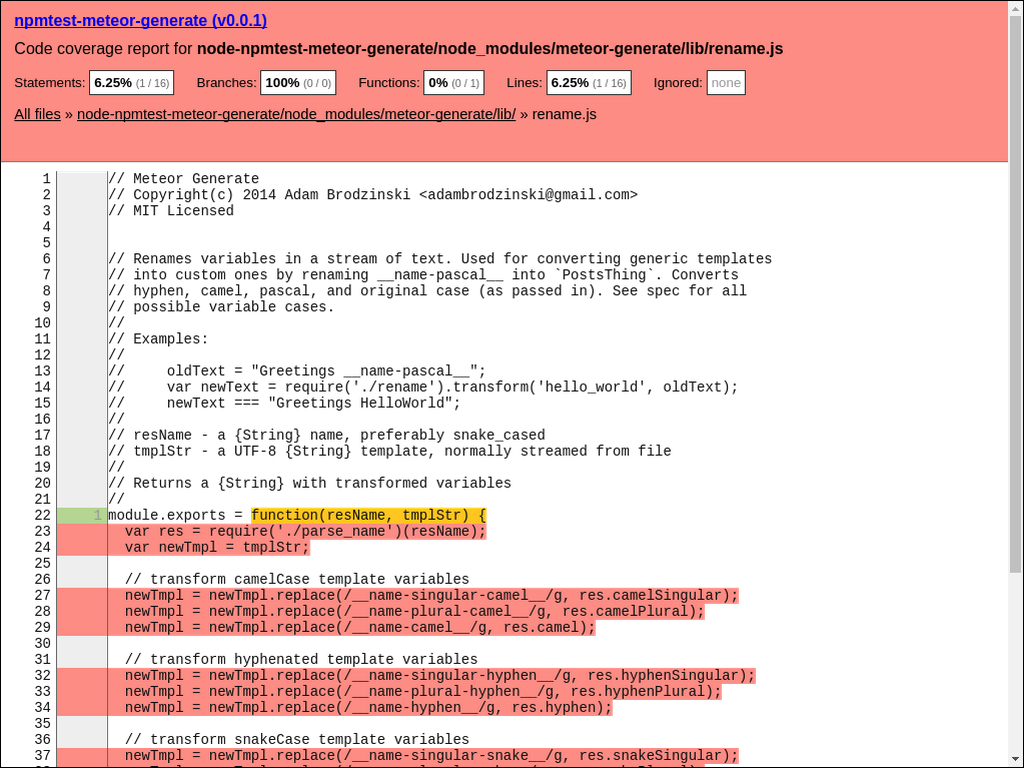 npmtest-meteor-generate (v0.0.1)
Code coverage report for node-npmtest-meteor-generate/node_modules/meteor-generate/lib/rename.js
Statements: 6.25% (1 / 16) Branches: 100% (0 / 0) Functions: 0% (0 / 1) Lines: 6.25% (1 / 16) Ignored: none
All files » node-npmtest-meteor-generate/node_modules/meteor-generate/lib/ » rename.js
1 // Meteor Generate
2 // Copyright(c) 2014 Adam Brodzinski <adambrodzinski@gmail.com>
3 // MIT Licensed
4
5
6 // Renames variables in a stream of text. Used for converting generic templates
7 // into custom ones by renaming __name-pascal__ into `PostsThing`. Converts
8 // hyphen, camel, pascal, and original case (as passed in). See spec for all
9 // possible variable cases.
10 //
11 // Examples:
12 //
13 //     oldText = "Greetings __name-pascal__";
14 //     var newText = require('./rename').transform('hello_world', oldText);
15 //     newText === "Greetings HelloWorld";
16 //
17 // resName - a {String} name, preferably snake_cased
18 // tmplStr - a UTF-8 {String} template, normally streamed from file
19 //
20 // Returns a {String} with transformed variables
21 //
22 1 module.exports = function(resName, tmplStr) {
23   var res = require('./parse_name')(resName);
24   var newTmpl = tmplStr;
25
26   // transform camelCase template variables
27   newTmpl = newTmpl.replace(/__name-singular-camel__/g, res.camelSingular);
28   newTmpl = newTmpl.replace(/__name-plural-camel__/g, res.camelPlural);
29   newTmpl = newTmpl.replace(/__name-camel__/g, res.camel);
30
31   // transform hyphenated template variables
32   newTmpl = newTmpl.replace(/__name-singular-hyphen__/g, res.hyphenSingular);
33   newTmpl = newTmpl.replace(/__name-plural-hyphen__/g, res.hyphenPlural);
34   newTmpl = newTmpl.replace(/__name-hyphen__/g, res.hyphen);
35
36   // transform snakeCase template variables
37   newTmpl = newTmpl.replace(/__name-singular-snake__/g, res.snakeSingular);